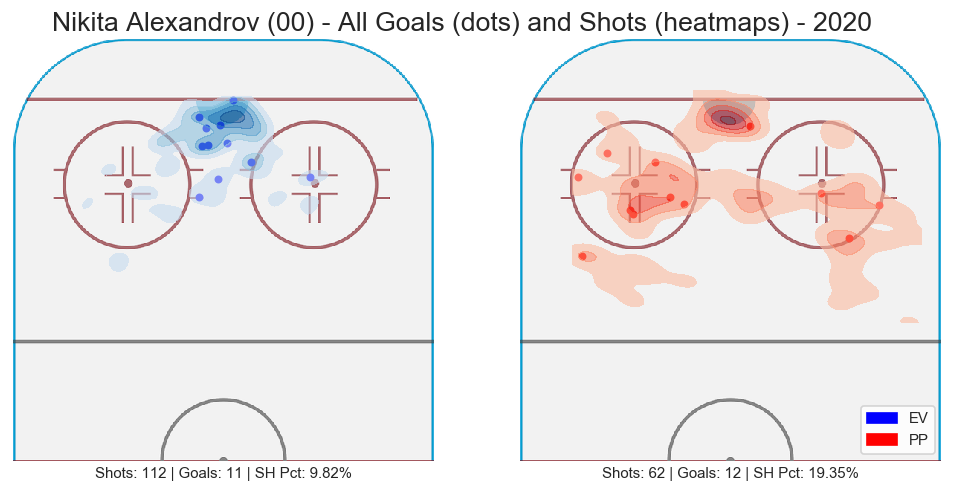 Nikita Alexandrov (00) - All Goals (dots) and Shots (heatmaps) - 2020
EV
PP
Shots: 112 | Goals: 11 | SH Pct: 9.82%
Shots: 62 | Goals: 12 | SH Pct: 19.35%